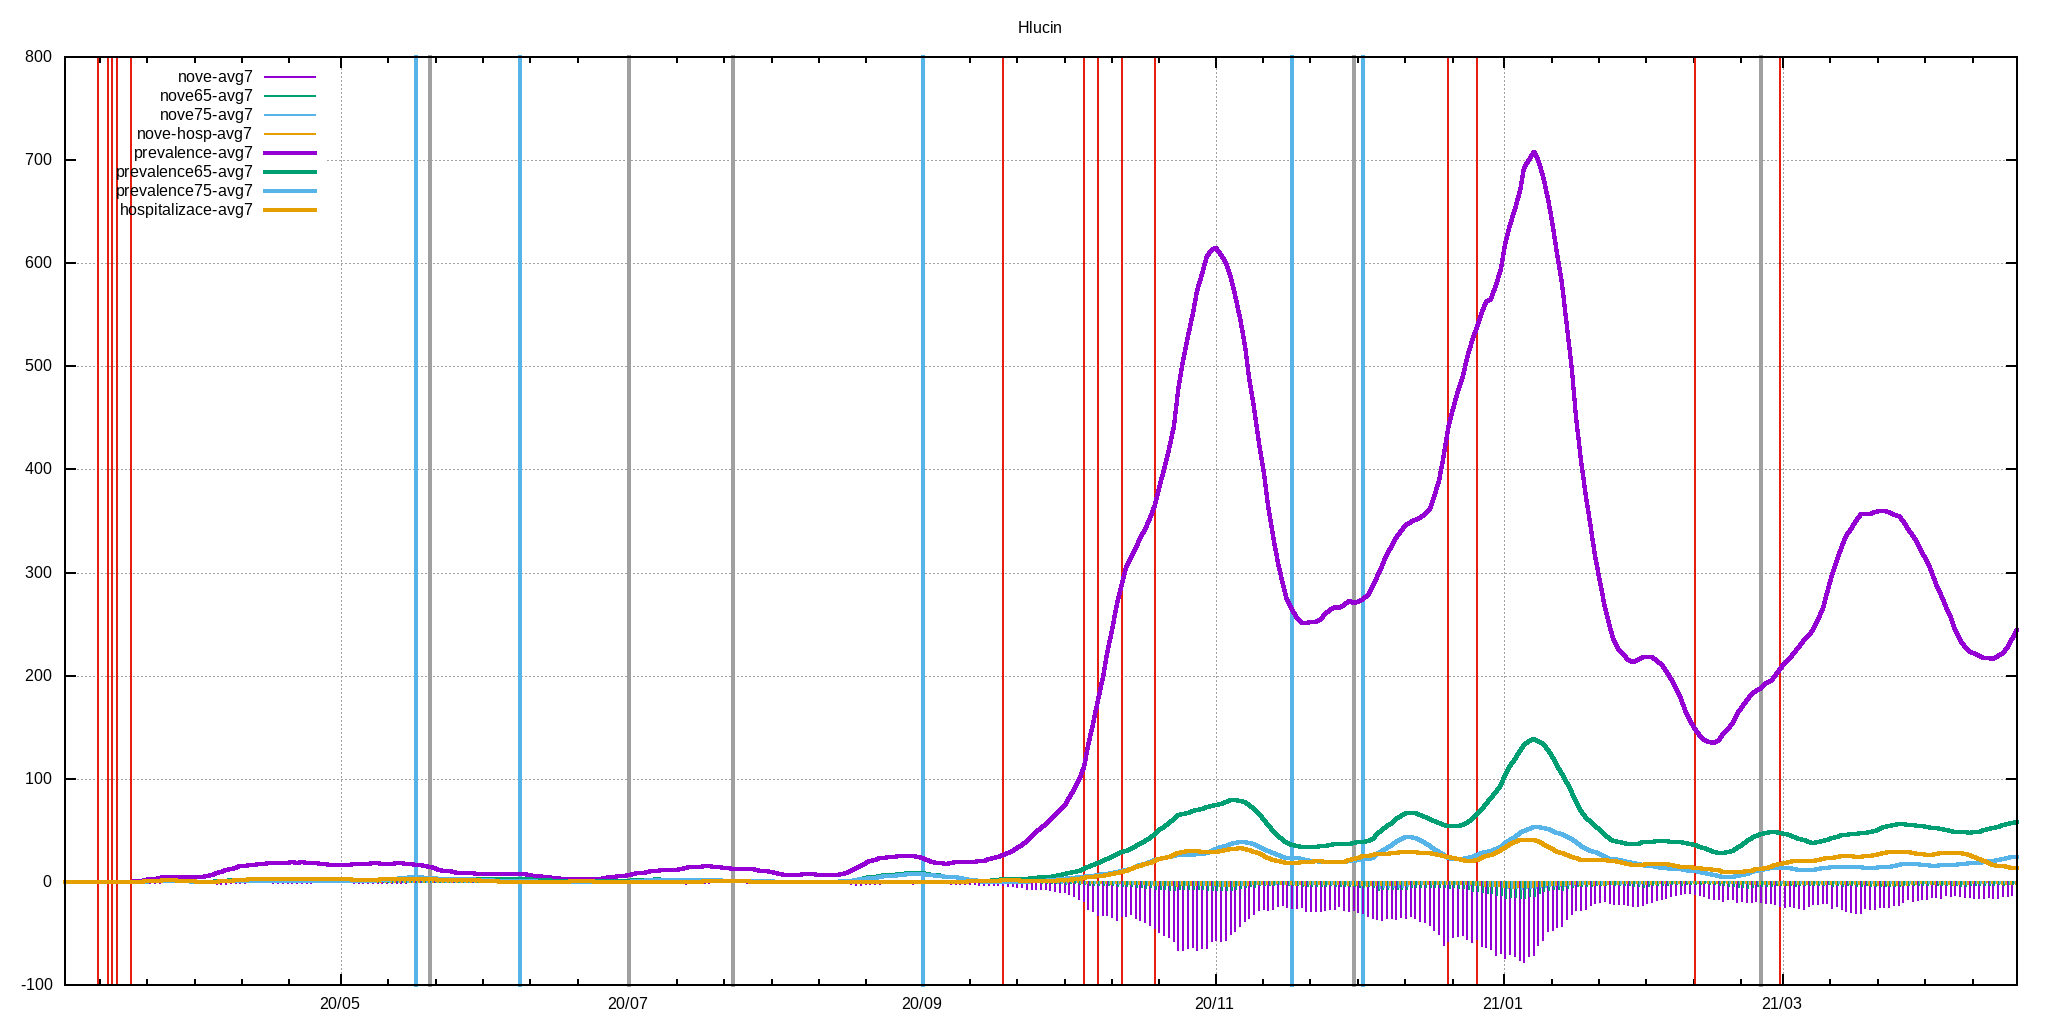 Hlucin
800
700
600
500
400
300
200
100
0
-100
nove-avg7
nove65-avg7
nove75-avg7
nove-hosp-avg7
prevalence-avg7
prevalence65-avg7
prevalence75-avg7
hospitalizace-avg7
20/05
20/07
20/09
20/11
21/01
21/03